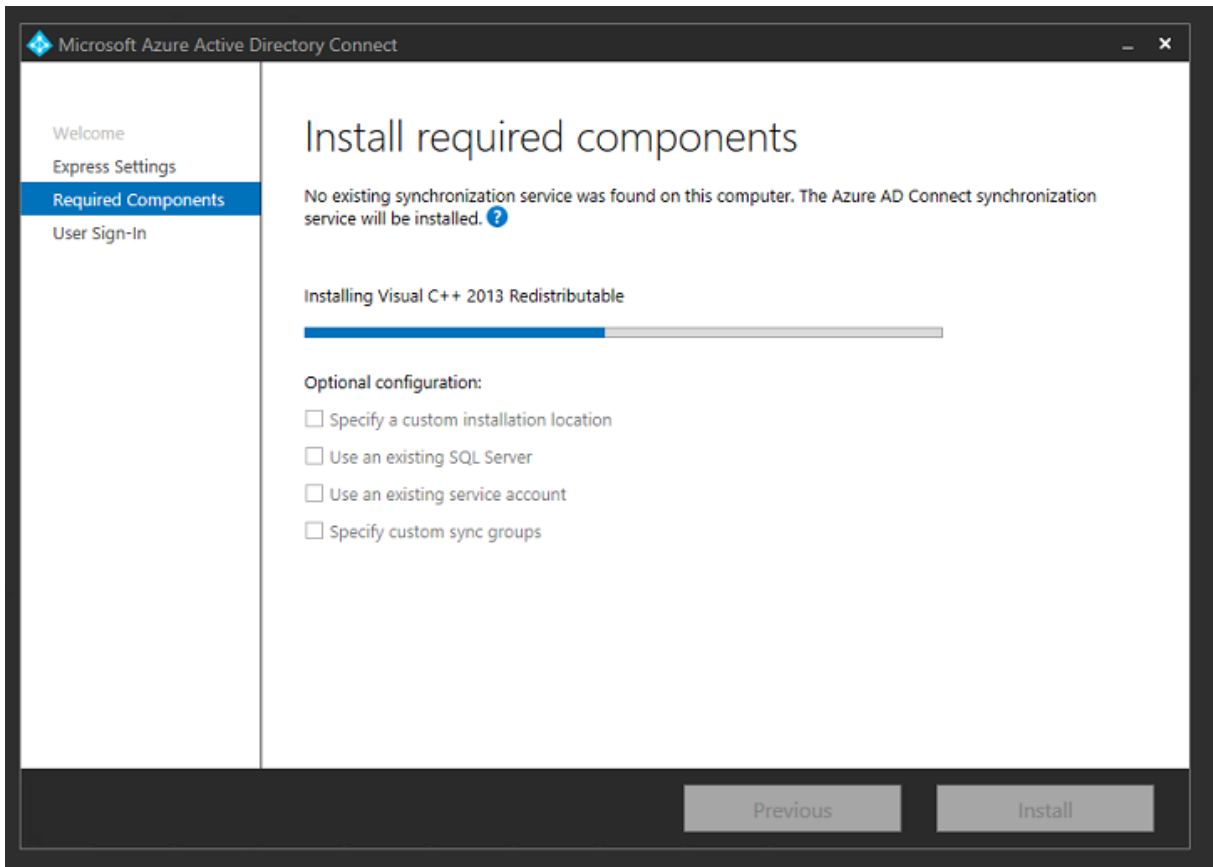 Microsoft Azure Active Directory Connect
Welcome
Express Settings
Required Components
User Sign-In
Install required components
No existing synchronization service was found on this computer. The Azure AD Connect synchronization
service will be installed. ?
Installing Visual C++ 2013 Redistributable
Optional configuration:
Specify a custom installation location
Use an existing SQL Server
Use an existing service account
Specify custom sync groups
Previous
Install